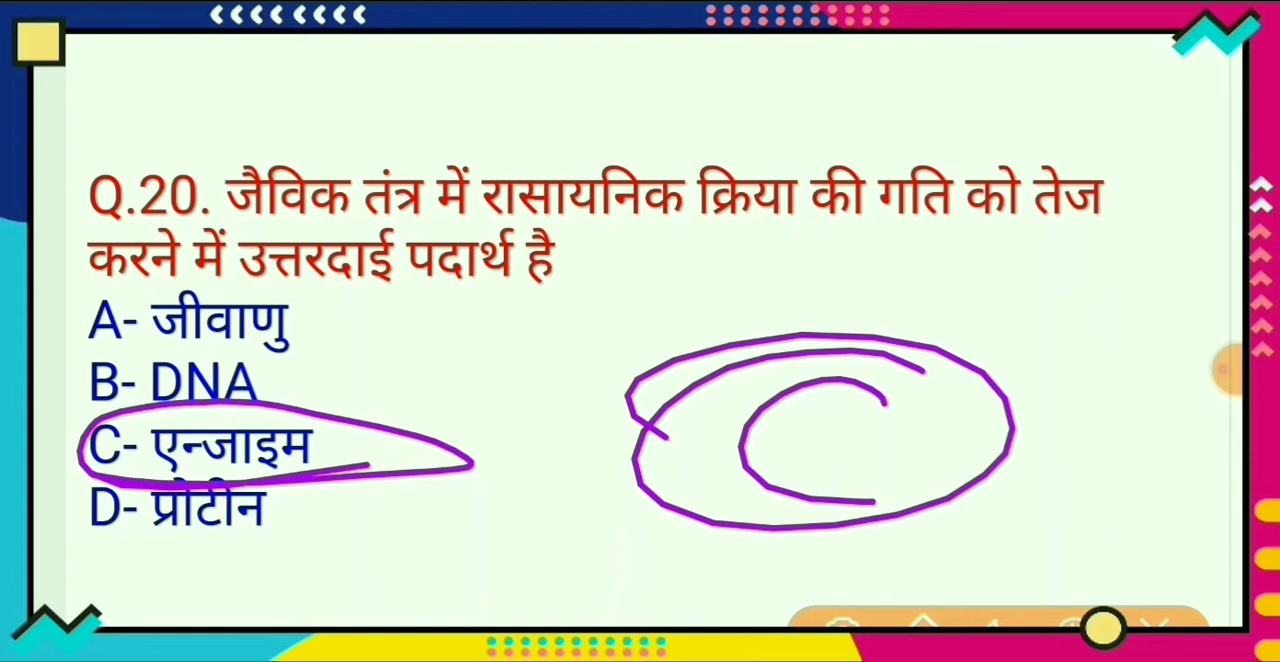 Q.20. जैविक तंत्र में रासायनिक क्रिया की गति को तेज
करने में उत्तरदाई पदार्थ है
A- जीवाणु
B- DNA
C- एन्जाइम
D- प्रोटीन
C